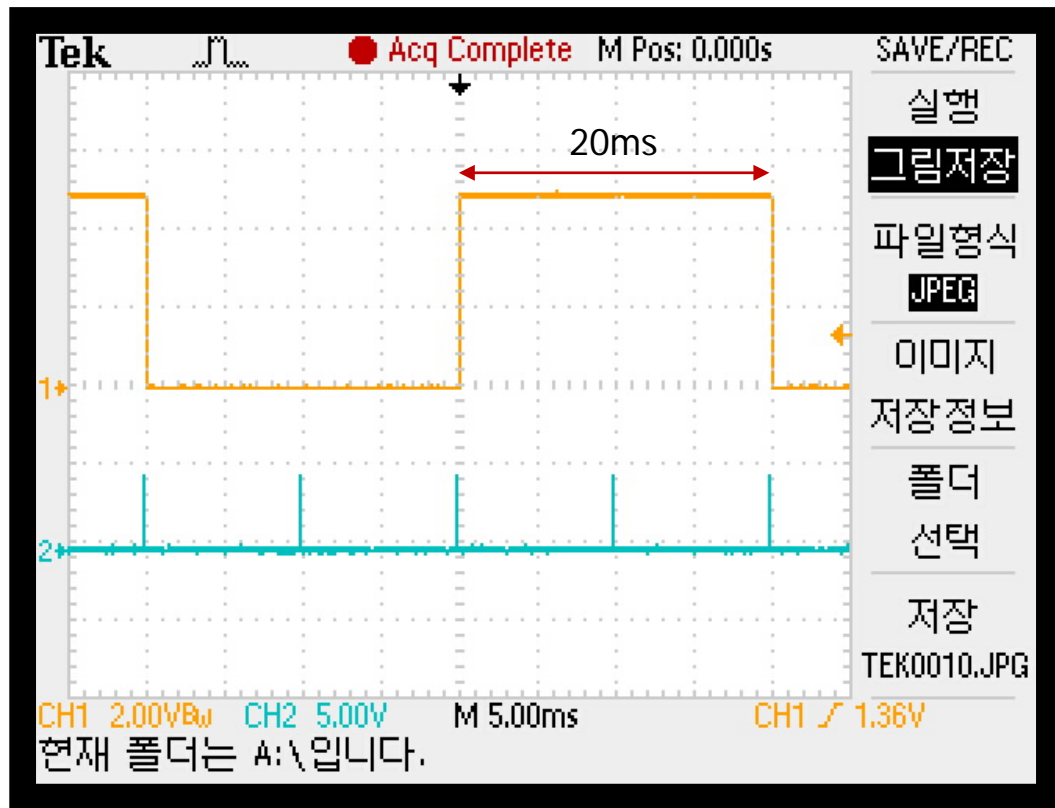 Tek Acq Complete M Pos: 0.000s SAVE/REC
실행
그림저장
20ms
파일형식
JPEG
이미지
저장정보
1
폴더
선택
2
저장
TEK0010.JPG
CH1 2.00VBW CH2 5.00V M 5.00ms CH1 1.36V
현재 폴더는 A:\입니다.